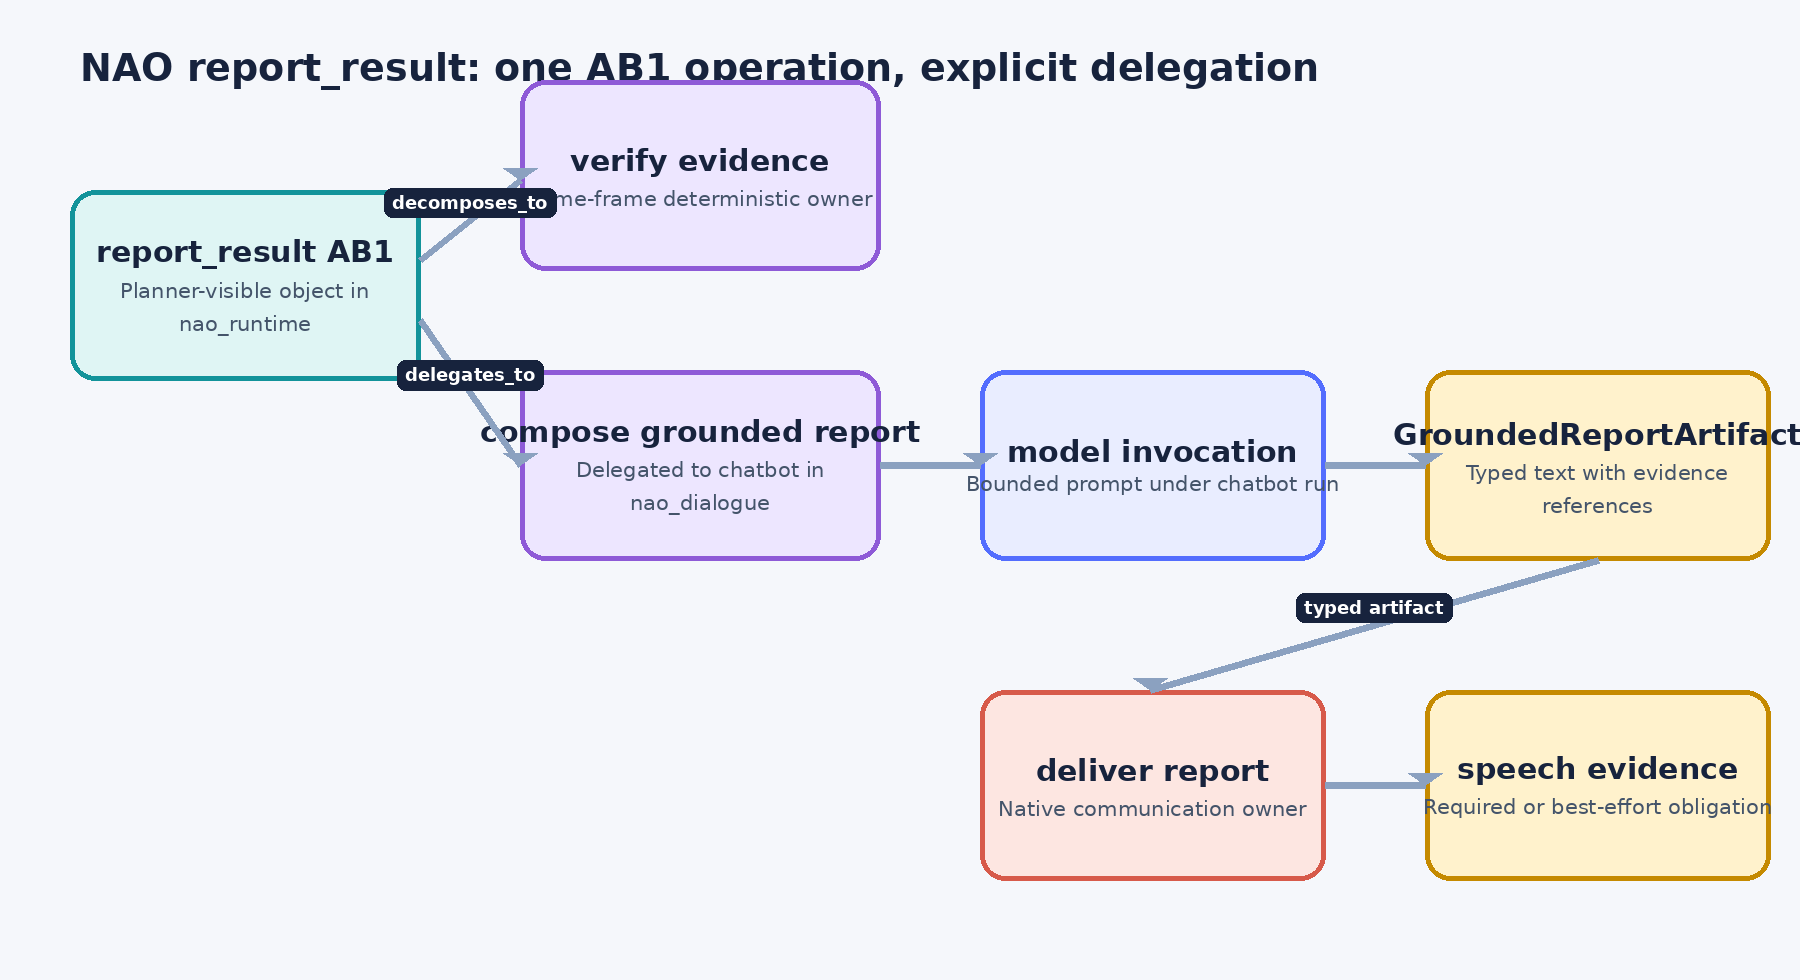 NAO report_result: one AB1 operation, explicit delegation
verify evidence
me-frame deterministic owner
decomposes_to
report_result AB1
Planner-visible object in
nao_runtime
delegates_to
compose grounded report
Delegated to chatbot in
nao_dialogue
model invocation
Bounded prompt under chatbot run
GroundedReportArtifact
Typed text with evidence
references
typed artifact
deliver report
Native communication owner
speech evidence
Required or best-effort obligation